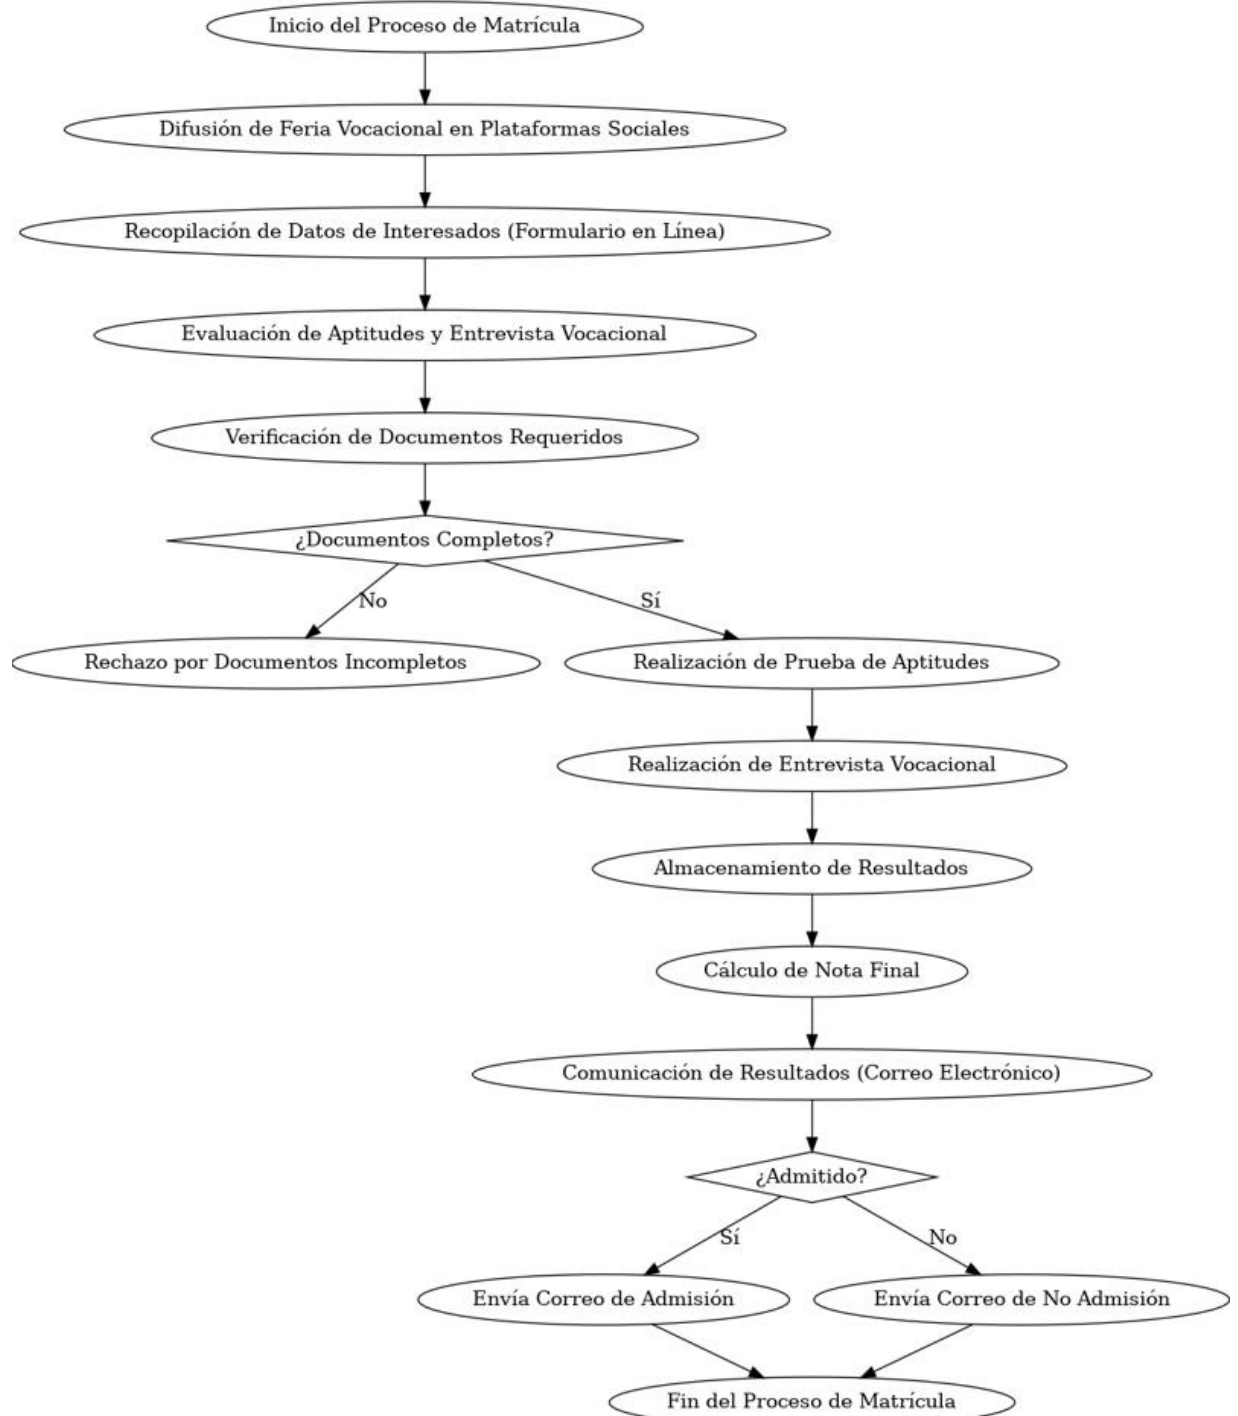 Inicio del Proceso de Matrícula
Difusión de Feria Vocacional en Plataformas Sociales
Recopilación de Datos de Interesados (Formulario en Línea)
Evaluación de Aptitudes y Entrevista Vocacional
Verificación de Documentos Requeridos
¿Documentos Completos?
No
Sí
Rechazo por Documentos Incompletos
Realización de Prueba de Aptitudes
Realización de Entrevista Vocacional
Almacenamiento de Resultados
Cálculo de Nota Final
Comunicación de Resultados (Correo Electrónico)
¿Admitido?
Sí
No
Envía Correo de Admisión
Envía Correo de No Admisión
Fin del Proceso de Matrícula